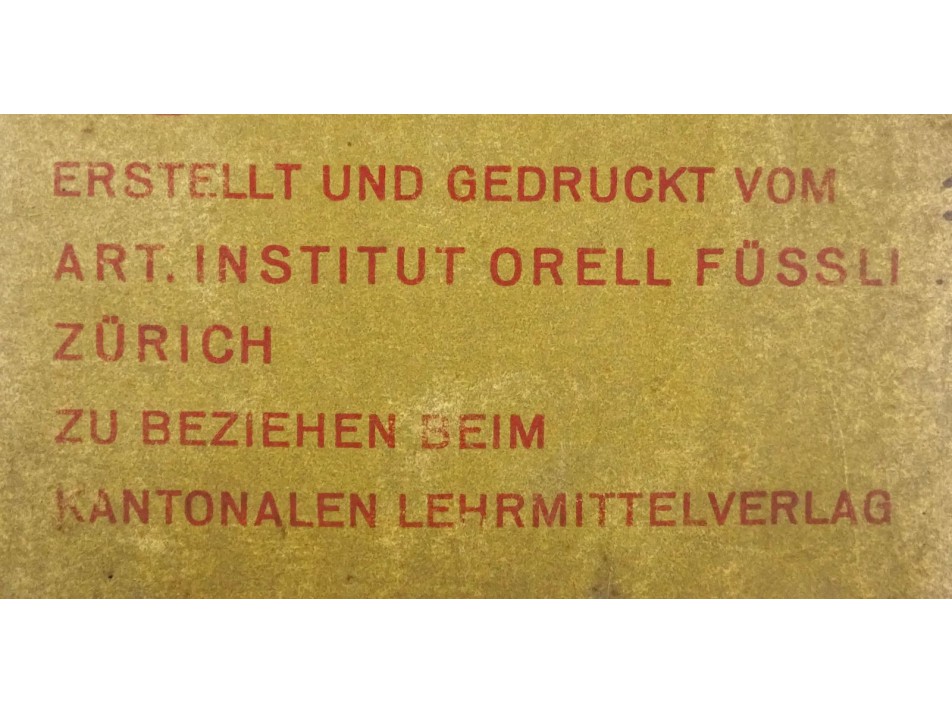 ERSTELLT UND GEDRUCKT VOM
ART. INSTITUT ORELL FÜSSLI
ZÜRICH
ZU BEZIEHEN BEIM
KANTONALEN LEHRMITTELVERLAG